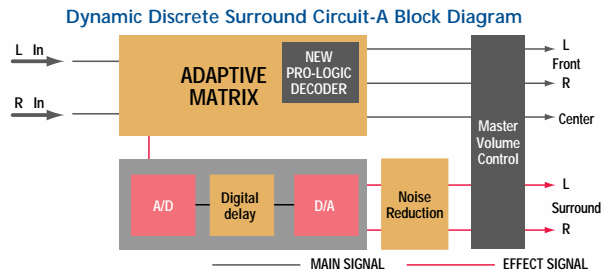 Dynamic Discrete Surround Circuit-A Block Diagram
L In
R In
ADAPTIVE
MATRIX
NEW
PRO-LOGIC
DECODER
Master
Volume
Control
L
Front
R
Center
A/D
Digital
delay
D/A
Noise
Reduction
L
Surround
R
MAIN SIGNAL
EFFECT SIGNAL